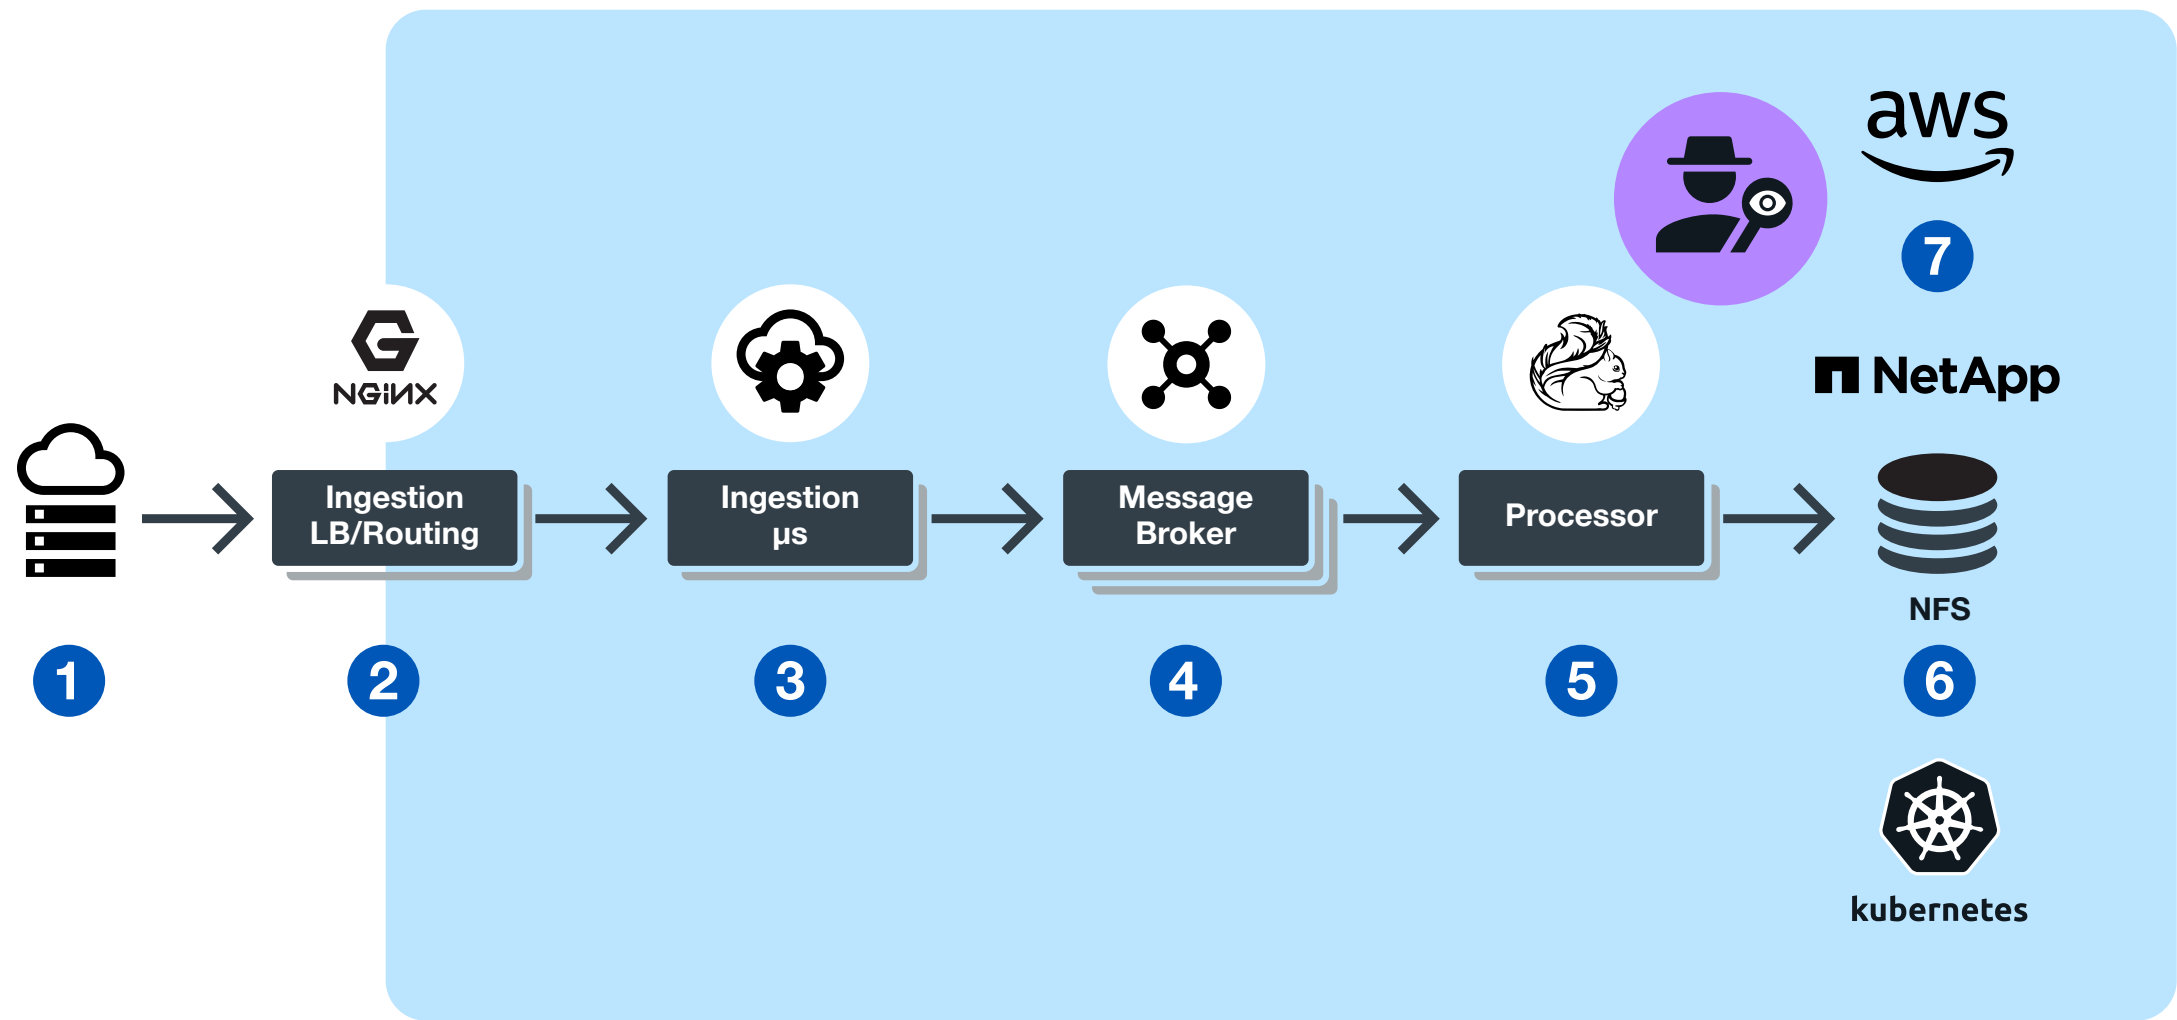 aws
7
NGINX
NetApp
Ingestion
LB/Routing
Ingestion
µs
Message
Broker
Processor
NFS
1
2
3
4
5
6
kubernetes